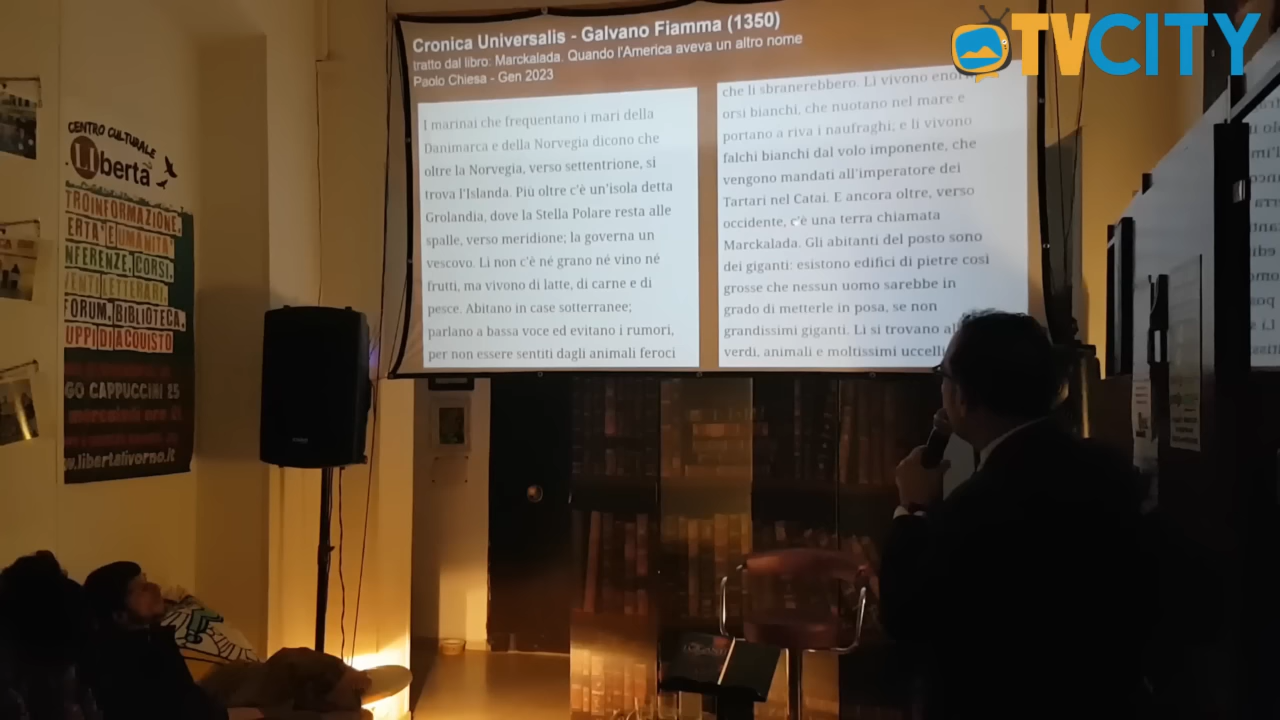 TVCITY
Cronica Universalis - Galvano Fiamma (1350)
tratto dal libro: Marckalada. Quando l'America aveva un altro nome
Paolo Chiesa - Gen 2023
I marinai che frequentano i mari della
Danimarca e della Norvegia dicono che
oltre la Norvegia, verso settentrione, si
trova l'Islanda. Più oltre c'è un'isola detta
Grolandia, dove la Stella Polare resta alle
spalle, verso meridione; la governa un
vescovo. Lì non c'è né grano né vino né
frutti, ma vivono di latte, di carne e di
pesce. Abitano in case sotterranee;
parlano a bassa voce ed evitano i rumori,
per non essere sentiti dagli animali feroci
che li sbranerebbero. Lì vivono
orsi bianchi, che nuotano nel mare e
portano a riva i naufraghi, e lì vivono
falchi bianchi dal volo imponente, che
vengono mandati all'imperatore dei
Tartari nel Catai. E ancora oltre, verso
occidente, c'è una terra chiamata
Marckalada. Gli abitanti del posto sono
dei giganti: esistono edifici di pietre così
grosse che nessun uomo sarebbe in
grado di metterle in posa, se non
grandissimi giganti. Lì si trovano
verdi, animali e moltissimi uccelli
CENTRO CULTURALE
LIbertà
TROINFORMAZIONE,
ERTA' E UMANITA'
NFERENZE, CORSI,
ENTI LETTERARI,
FORUM, BIBLIOTECA,
UPPI DI ACQUISTO
GO CAPPUCCINI 25
w.libertalivorno.it